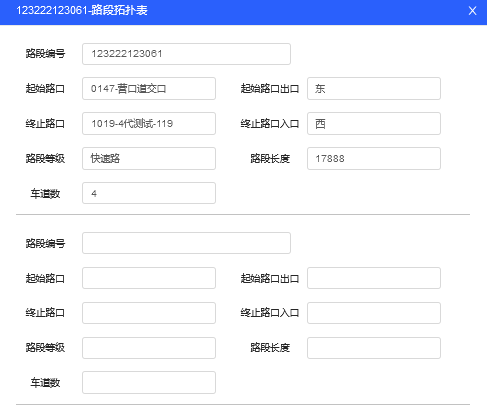 123222123061-路段拓扑表 X
路段编号 123222123061
起始路口 0147-营口道交口 起始路口出口 东
终止路口 1019-4代测试-119 终止路口入口 西
路段等级 快速路 路段长度 17888
车道数 4
路段编号
起始路口 起始路口出口
终止路口 终止路口入口
路段等级 路段长度
车道数